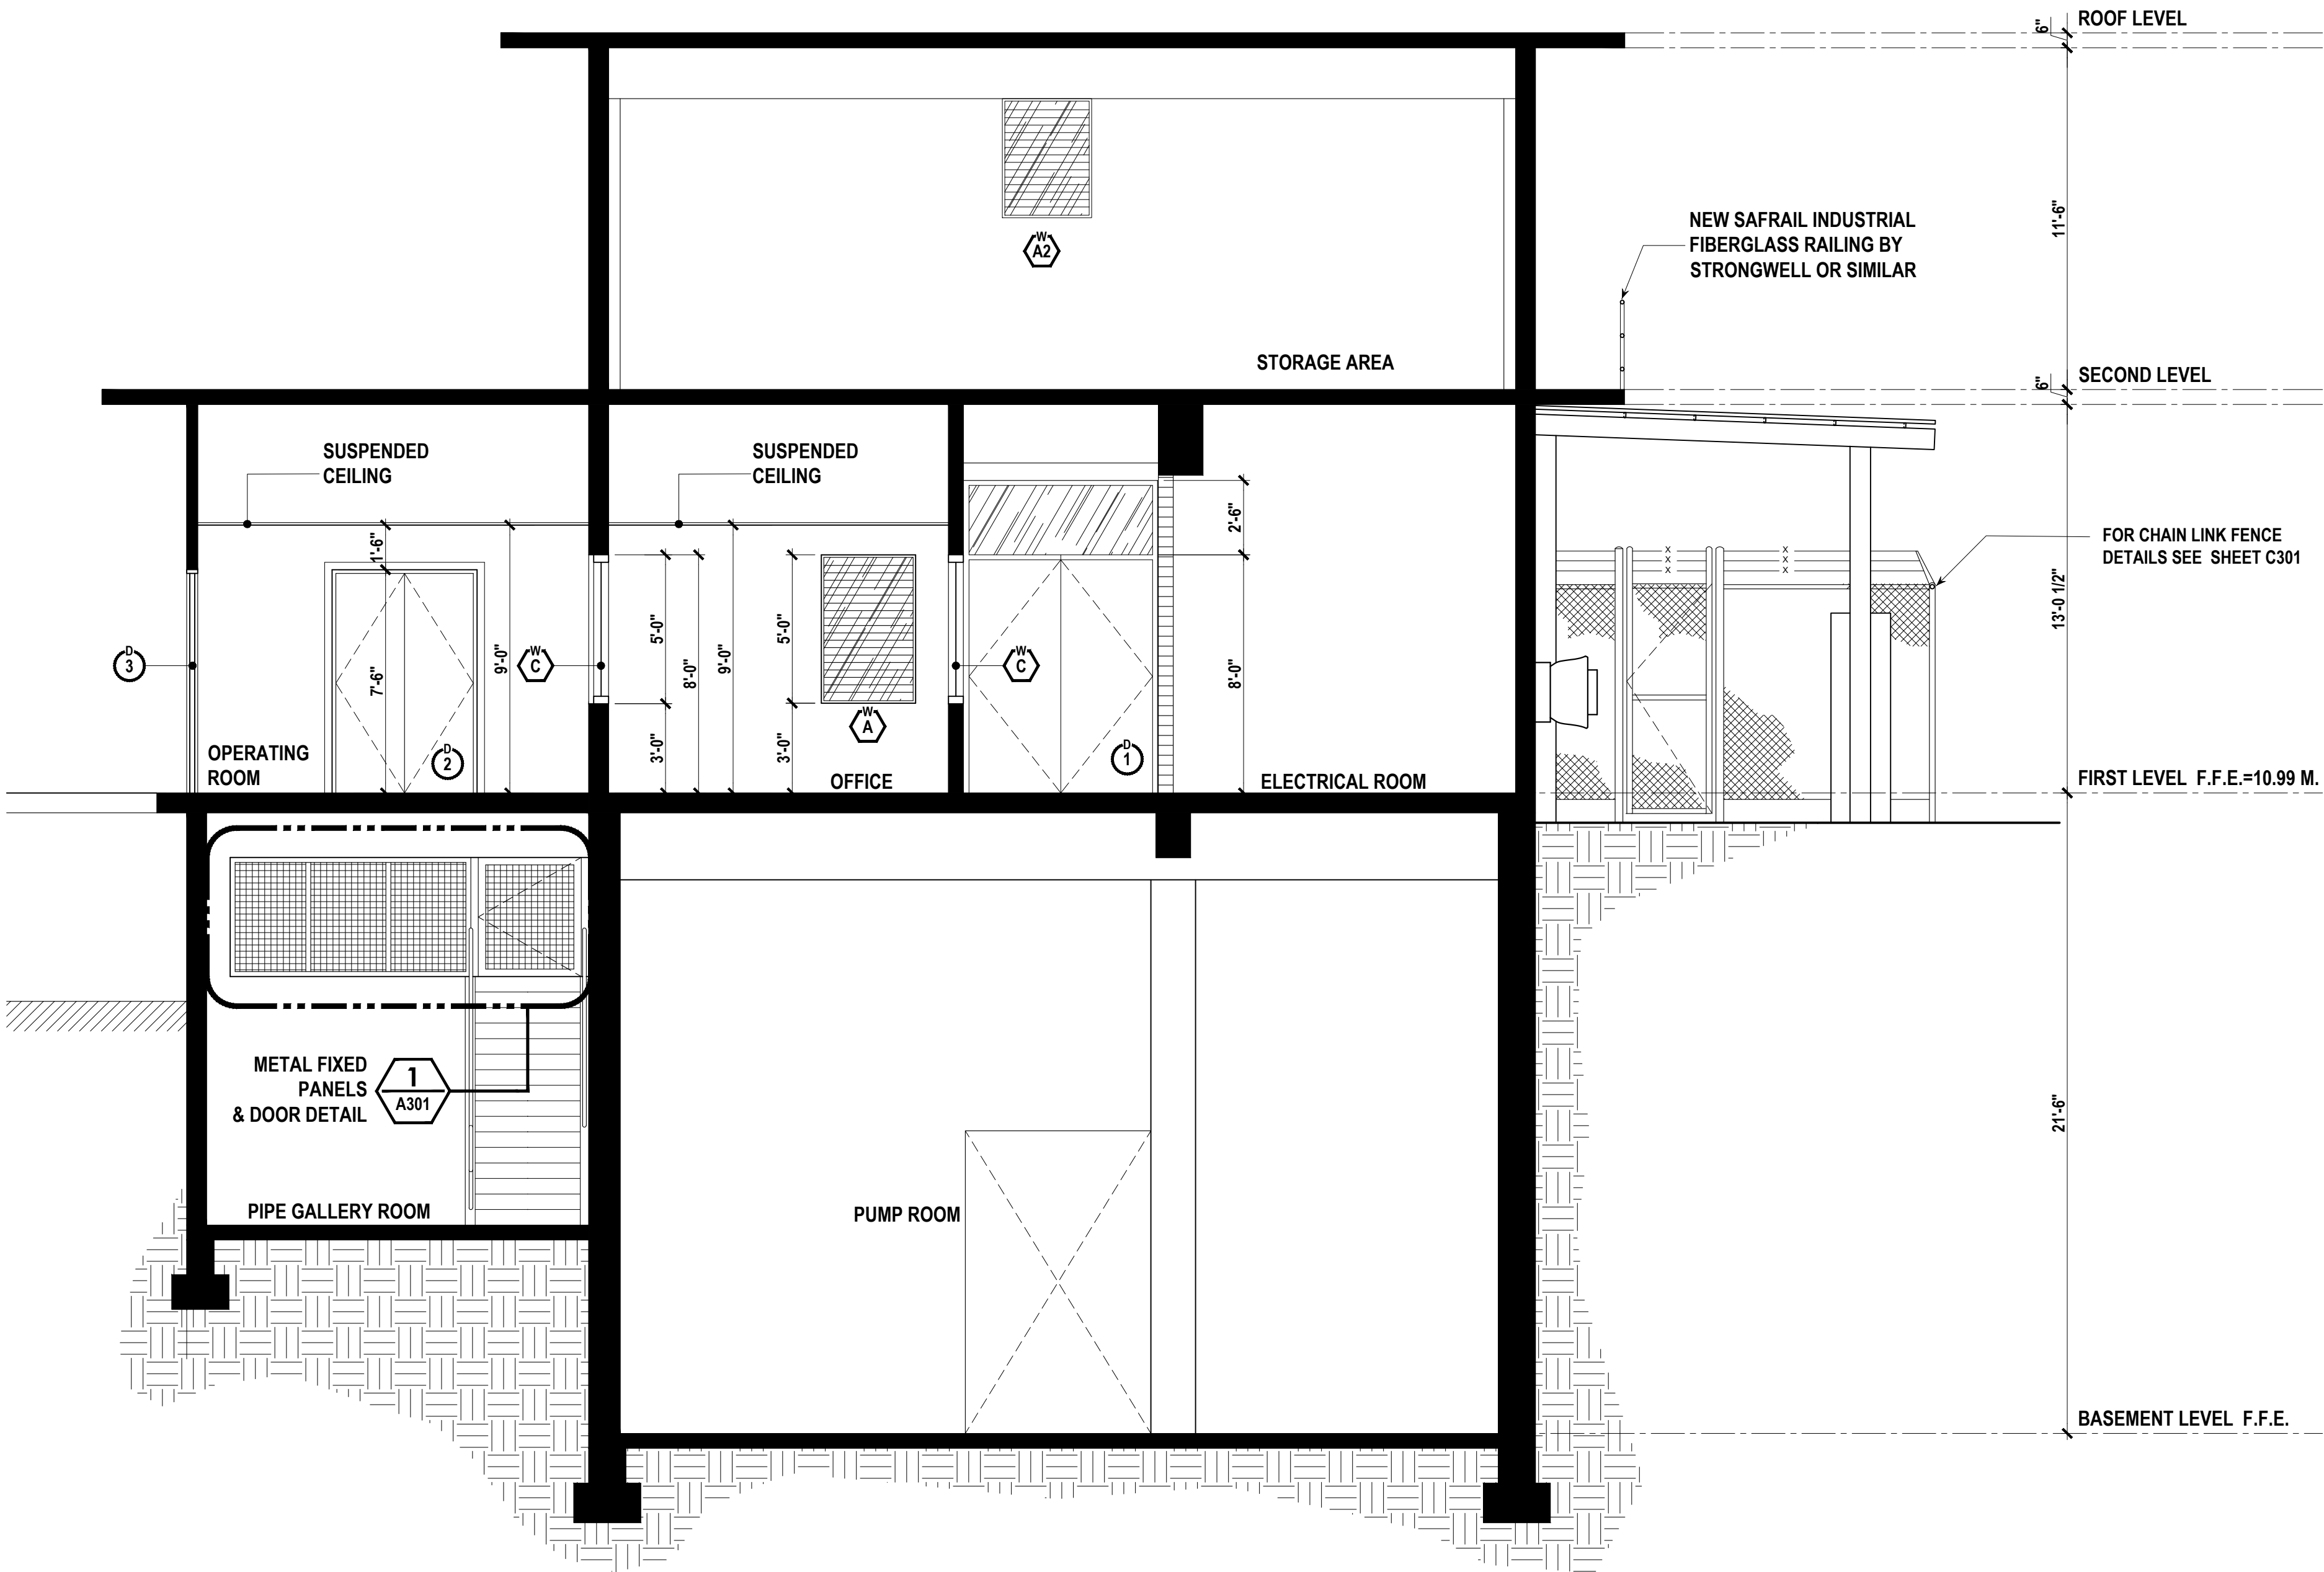 6"
ROOF LEVEL
11'-6"
NEW SAFRAIL INDUSTRIAL
FIBERGLASS RAILING BY
STRONGWELL OR SIMILAR
W
A2
STORAGE AREA
6"
SECOND LEVEL
SUSPENDED
CEILING
SUSPENDED
CEILING
2'-6"
1'-6"
FOR CHAIN LINK FENCE
DETAILS SEE SHEET C301
X X
X X
X X
13'-0 1/2"
D
3
7'-6"
9'-0"
W
C
5'-0"
8'-0"
9'-0"
5'-0"
W
C
8'-0"
W
A
3'-0"
3'-0"
OPERATING
ROOM
D
2
OFFICE
D
1
ELECTRICAL ROOM
FIRST LEVEL F.F.E.=10.99 M.
METAL FIXED
PANELS
& DOOR DETAIL
1
A301
21'-6"
PIPE GALLERY ROOM
PUMP ROOM
BASEMENT LEVEL F.F.E.